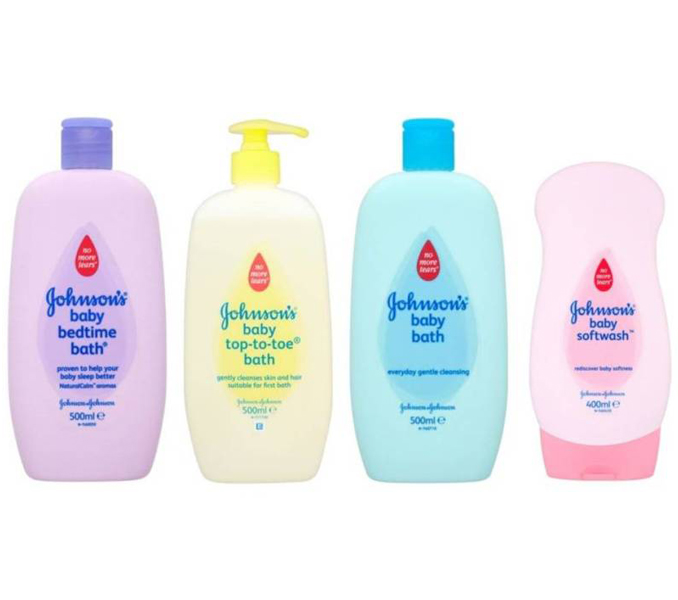 no
more
tears®
Johnson's®
baby
bedtime
bath®
proven to help your
baby sleep better
NaturalCalm™ aromas
Johnson & Johnson
500ml e
no
more
tears®
Johnson's®
baby
top-to-toe®
bath
gently cleanses skin and hair
suitable for first bath
Johnson & Johnson
500ml e
no
more
tears®
Johnson's®
baby
bath
everyday gentle cleansing
Johnson & Johnson
500ml e
no
more
tears®
Johnson's®
baby
softwash™
rediscover baby softness
Johnson & Johnson
400ml e